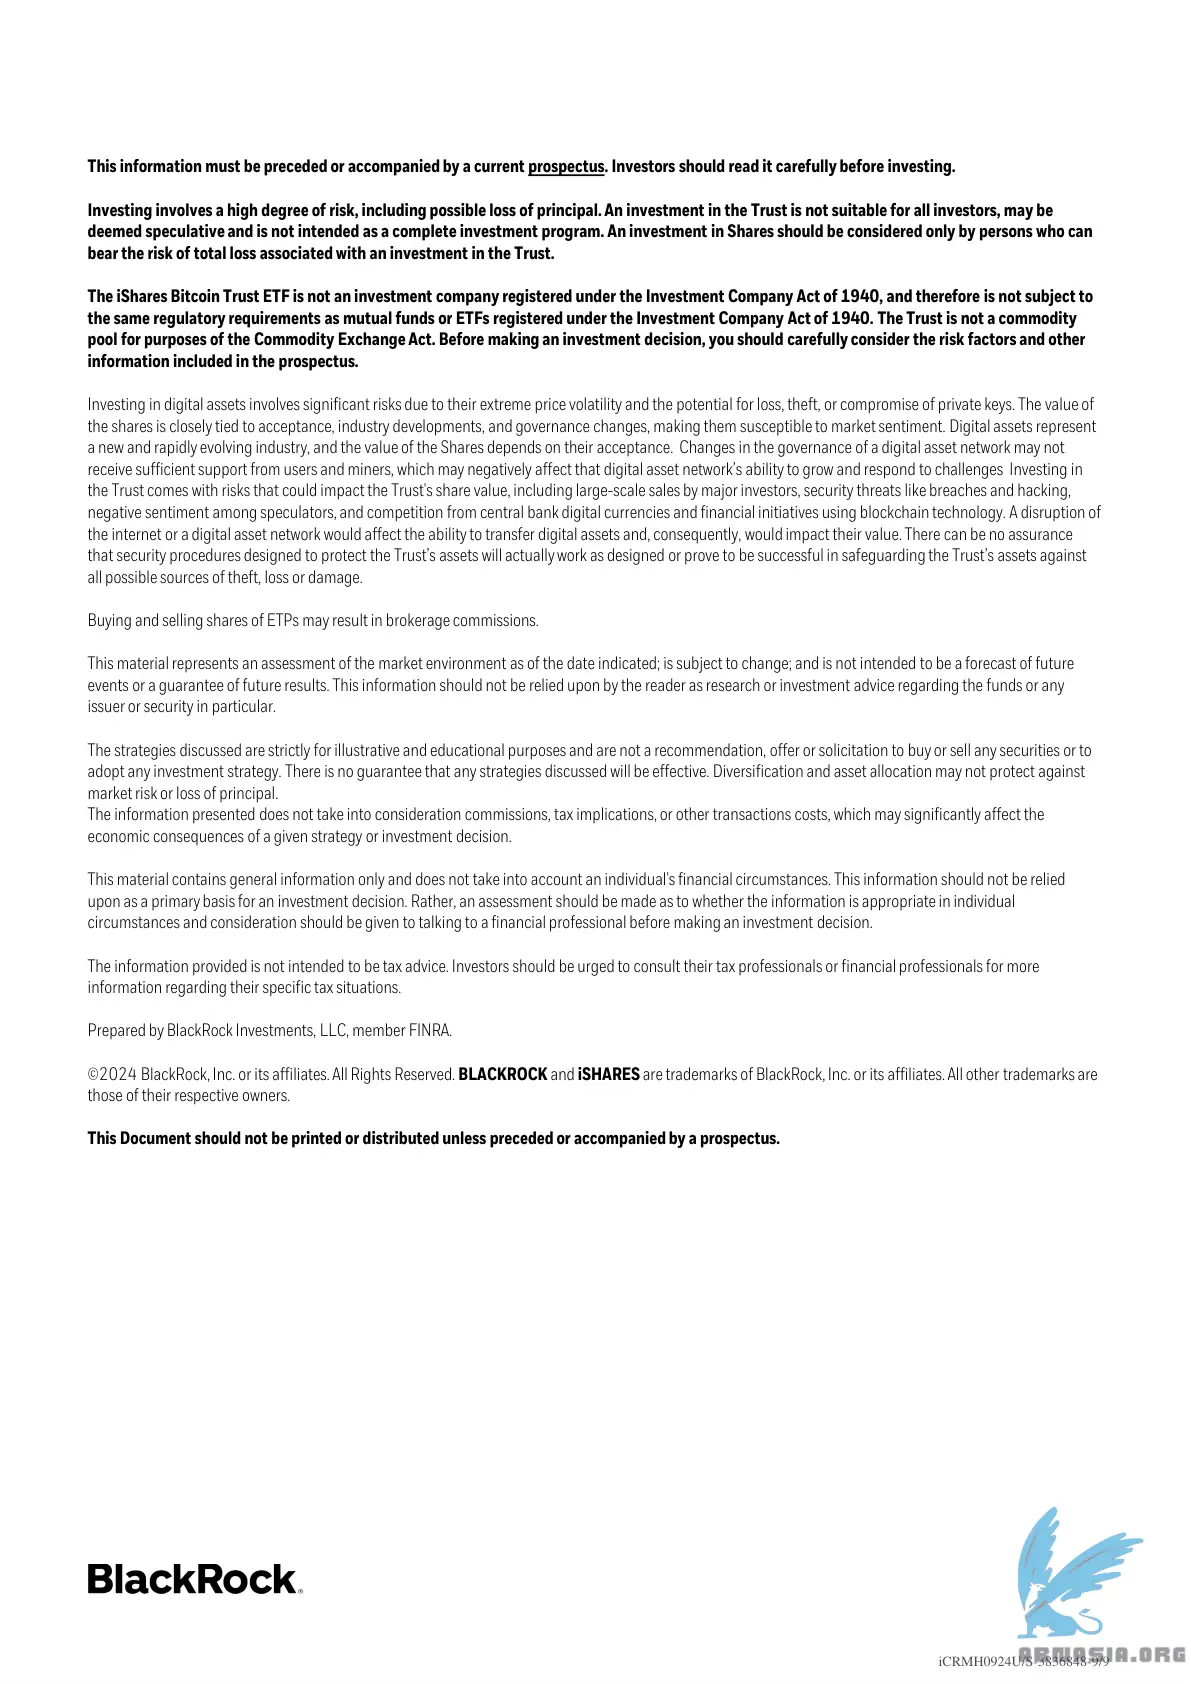 This information must be preceded or accompanied by a current prospectus. Investors should read it carefully before investing.
Investing involves a high degree of risk, including possible loss of principal. An investment in the Trust is not suitable for all investors, may be
deemed speculative and is not intended as a complete investment program. An investment in Shares should be considered only by persons who can
bear the risk of total loss associated with an investment in the Trust.
The iShares Bitcoin Trust ETF is not an investment company registered under the Investment Company Act of 1940, and therefore is not subject to
the same regulatory requirements as mutual funds or ETFs registered under the Investment Company Act of 1940. The Trust is not a commodity
pool for purposes of the Commodity Exchange Act. Before making an investment decision, you should carefully consider the risk factors and other
information included in the prospectus.
Investing in digital assets involves significant risks due to their extreme price volatility and the potential for loss, theft, or compromise of private keys. The value of
the shares is closely tied to acceptance, industry developments, and governance changes, making them susceptible to market sentiment. Digital assets represent
a new and rapidly evolving industry, and the value of the Shares depends on their acceptance. Changes in the governance of a digital asset network may not
receive sufficient support from users and miners, which may negatively affect that digital asset network's ability to grow and respond to challenges Investing in
the Trust comes with risks that could impact the Trust's share value, including large-scale sales by major investors, security threats like breaches and hacking,
negative sentiment among speculators, and competition from central bank digital currencies and financial initiatives using blockchain technology. A disruption of
the internet or a digital asset network would affect the ability to transfer digital assets and, consequently, would impact their value. There can be no assurance
that security procedures designed to protect the Trust's assets will actually work as designed or prove to be successful in safeguarding the Trust's assets against
all possible sources of theft, loss or damage.
Buying and selling shares of ETPs may result in brokerage commissions.
This material represents an assessment of the market environment as of the date indicated; is subject to change; and is not intended to be a forecast of future
events or a guarantee of future results. This information should not be relied upon by the reader as research or investment advice regarding the funds or any
issuer or security in particular.
The strategies discussed are strictly for illustrative and educational purposes and are not a recommendation, offer or solicitation to buy or sell any securities or to
adopt any investment strategy. There is no guarantee that any strategies discussed will be effective. Diversification and asset allocation may not protect against
market risk or loss of principal.
The information presented does not take into consideration commissions, tax implications, or other transactions costs, which may significantly affect the
economic consequences of a given strategy or investment decision.
This material contains general information only and does not take into account an individual's financial circumstances. This information should not be relied
upon as a primary basis for an investment decision. Rather, an assessment should be made as to whether the information is appropriate in individual
circumstances and consideration should be given to talking to a financial professional before making an investment decision.
The information provided is not intended to be tax advice. Investors should be urged to consult their tax professionals or financial professionals for more
information regarding their specific tax situations.
Prepared by BlackRock Investments, LLC, member FINRA.
©2024 BlackRock, Inc. or its affiliates. All Rights Reserved. BLACKROCK and iSHARES are trademarks of BlackRock, Inc. or its affiliates. All other trademarks are
those of their respective owners.
This Document should not be printed or distributed unless preceded or accompanied by a prospectus.
BlackRock®
ARMASIA.ORG
iCRMH0924U/S-3836848-9/9